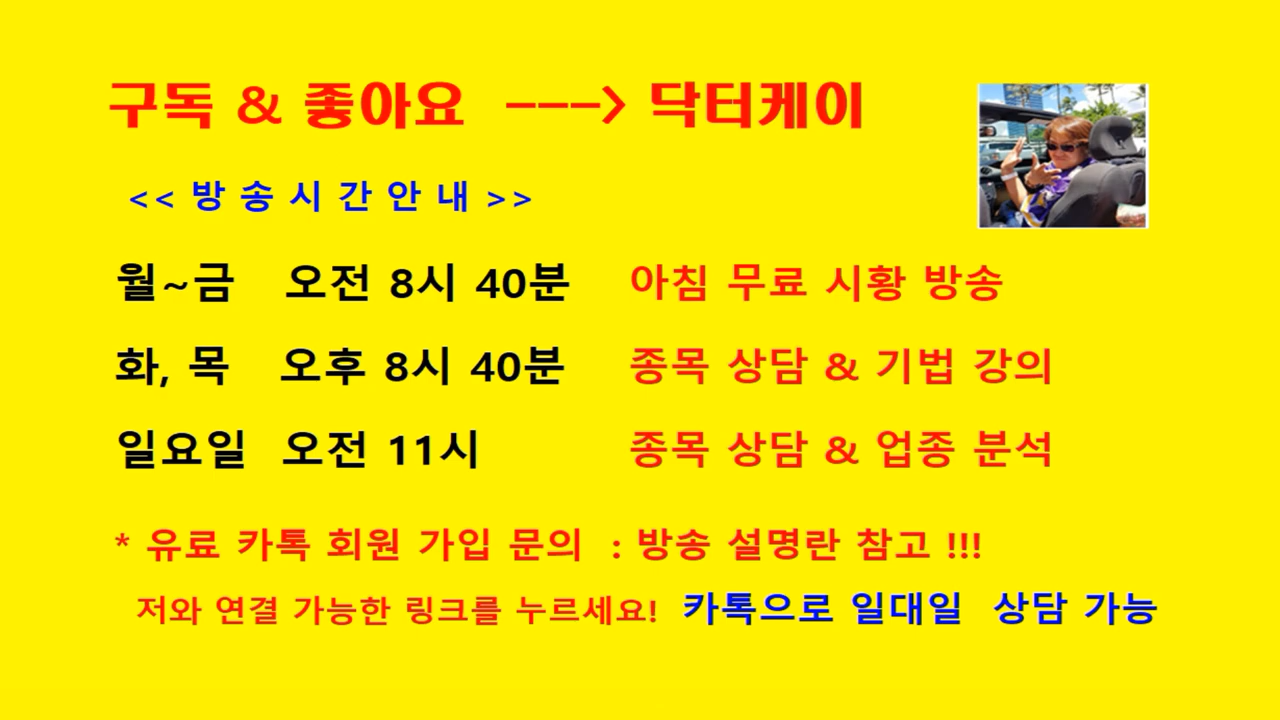 구독 & 좋아요 ---> 닥터케이
<< 방 송 시 간 안 내 >>
월~금 오전 8시 40분 아침 무료 시황 방송
화, 목 오후 8시 40분 종목 상담 & 기법 강의
일요일 오전 11시 종목 상담 & 업종 분석
* 유료 카톡 회원 가입 문의 : 방송 설명란 참고 !!!
저와 연결 가능한 링크를 누르세요! 카톡으로 일대일 상담 가능